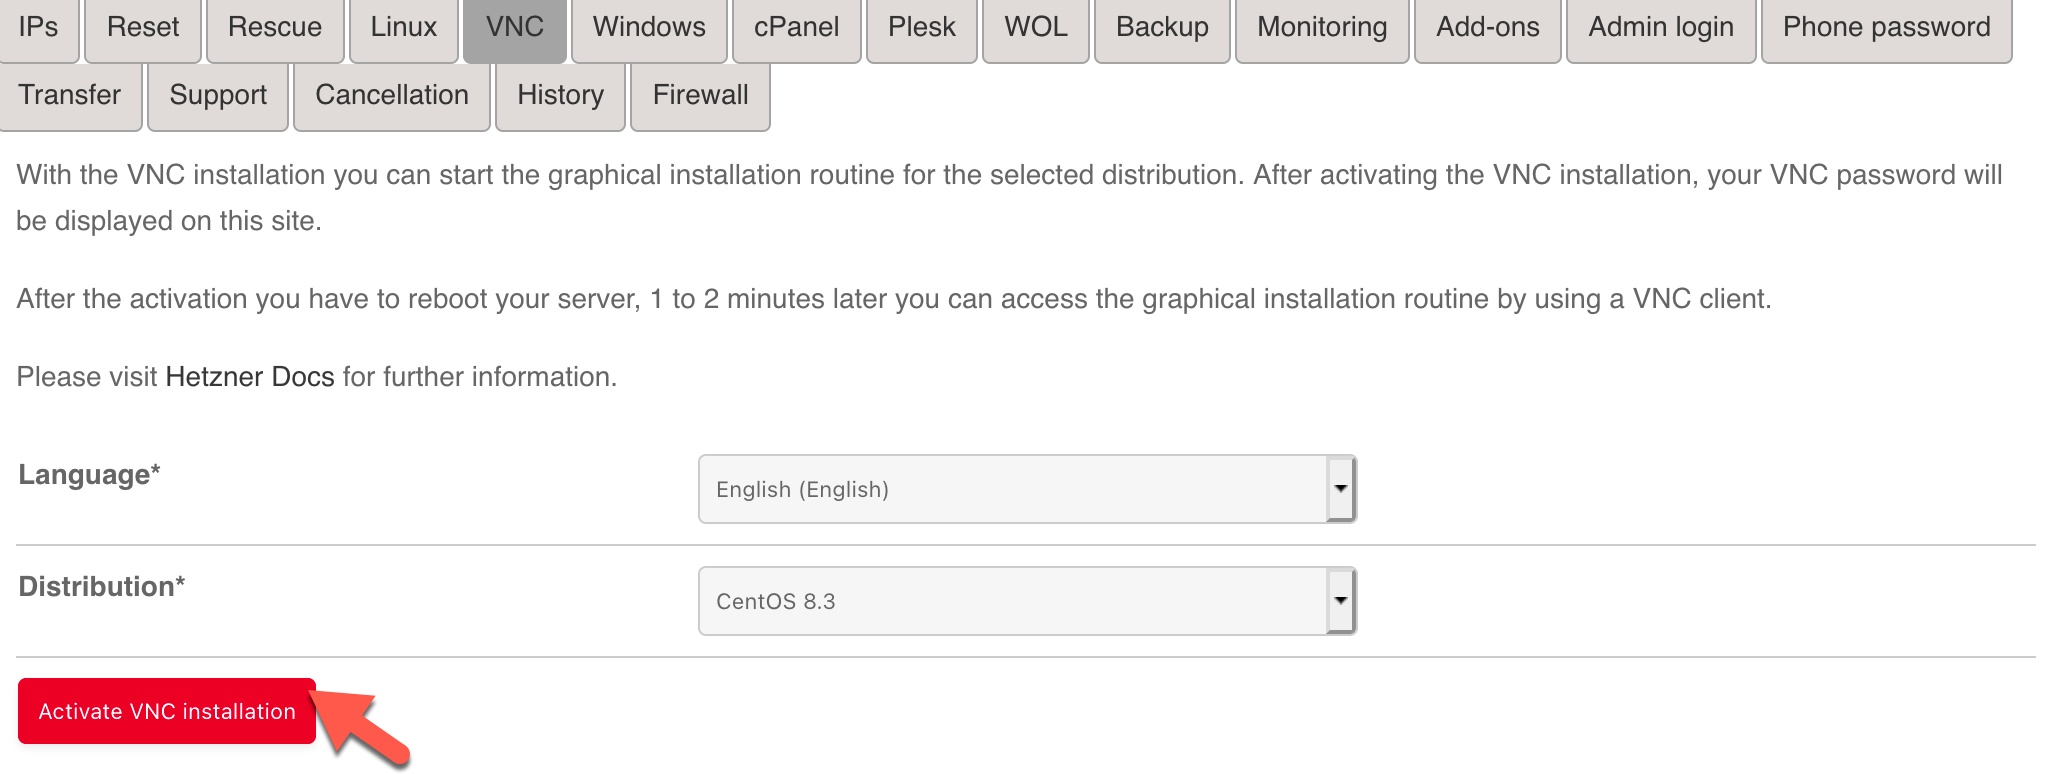 IPs Reset Rescue Linux VNC Windows cPanel Plesk WOL Backup Monitoring Add-ons Admin login Phone password
Transfer Support Cancellation History Firewall
With the VNC installation you can start the graphical installation routine for the selected distribution. After activating the VNC installation, your VNC password will
be displayed on this site.
After the activation you have to reboot your server, 1 to 2 minutes later you can access the graphical installation routine by using a VNC client.
Please visit Hetzner Docs for further information.
Language* English (English)
Distribution* CentOS 8.3
Activate VNC installation